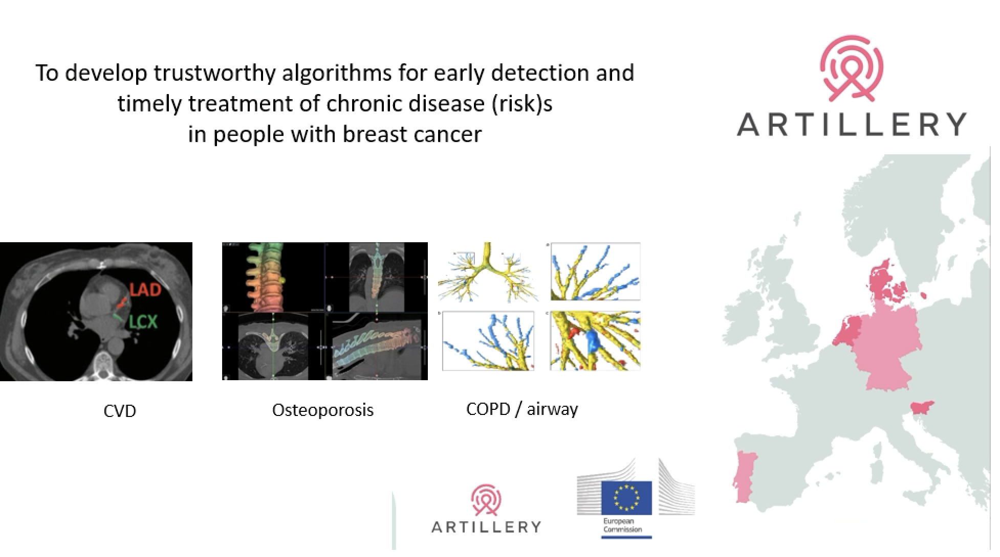 To develop trustworthy algorithms for early detection and
timely treatment of chronic disease (risk)s
in people with breast cancer
ARTILLERY
LAD
LCX
CVD
Osteoporosis
COPD / airway
ARTILLERY
European
Commission